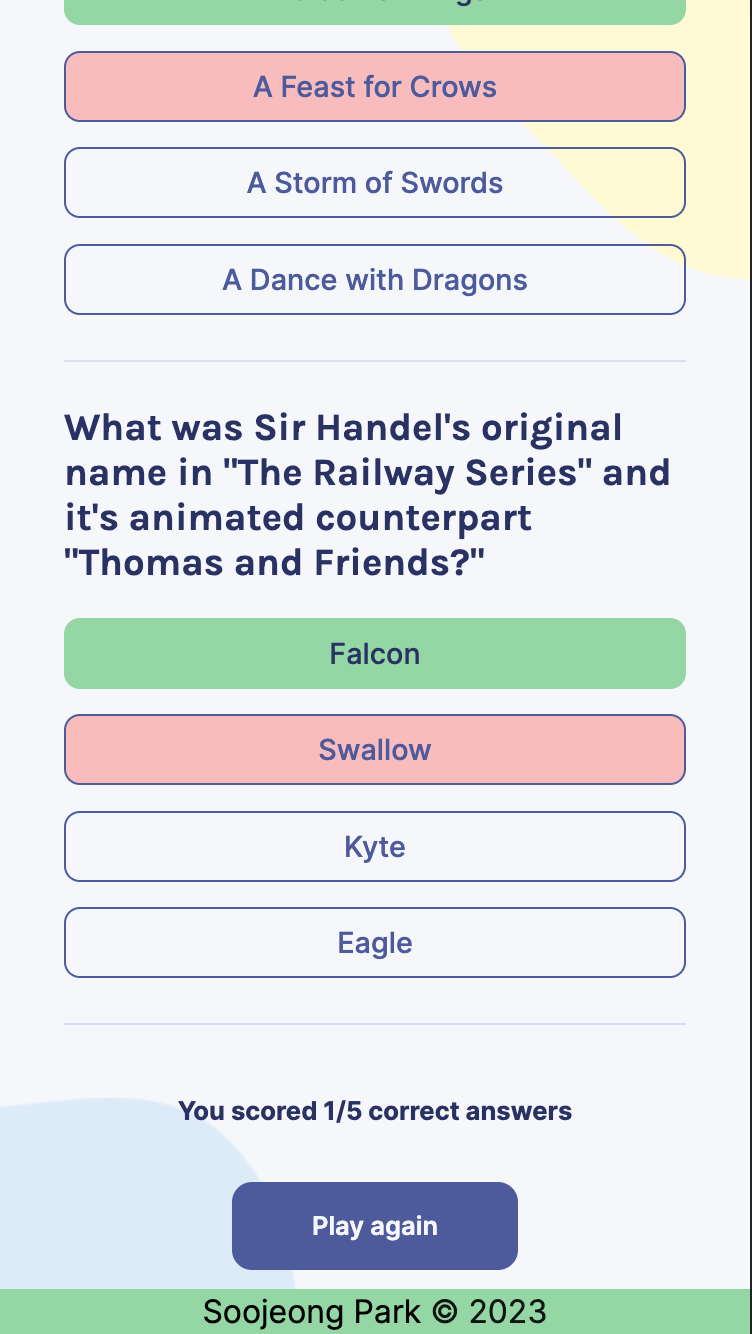 A Feast for Crows
A Storm of Swords
A Dance with Dragons
What was Sir Handel's original
name in "The Railway Series" and
it's animated counterpart
"Thomas and Friends?"
Falcon
Swallow
Kyte
Eagle
You scored 1/5 correct answers
Play again
Soojeong Park © 2023